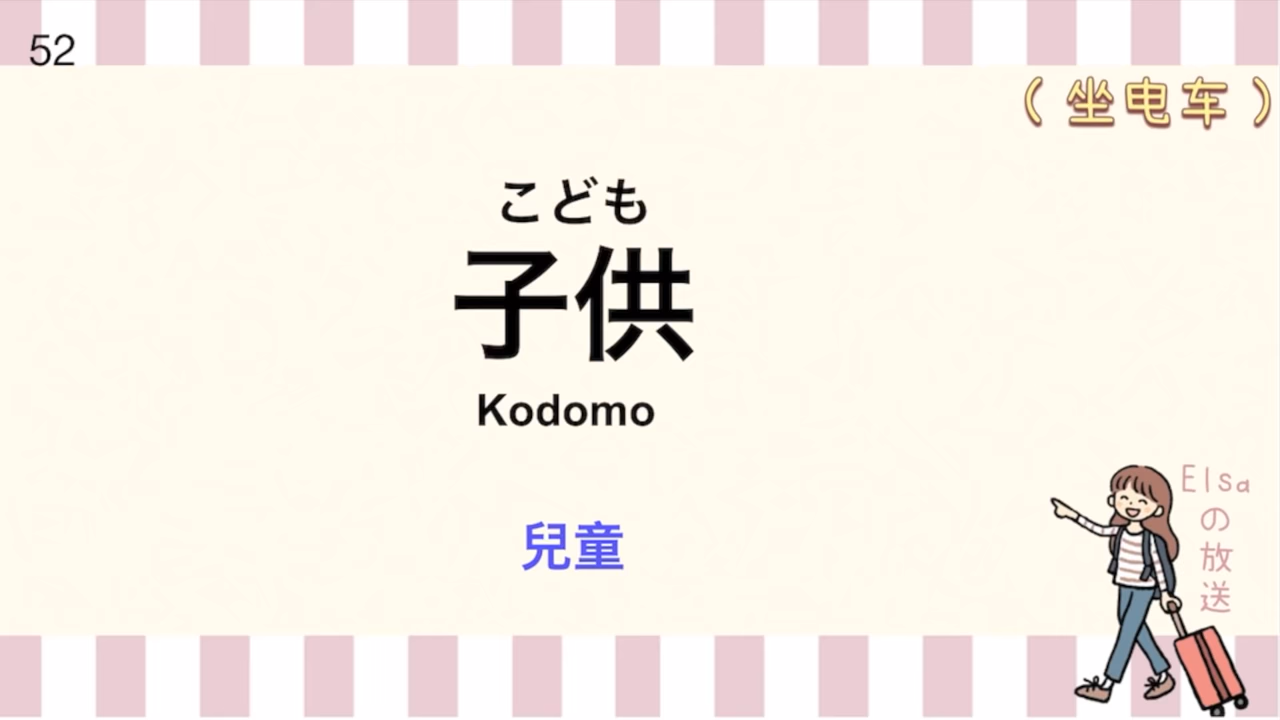 52
（坐电车）
こども
子供
Kodomo
兒童
Elsa
の
放
送